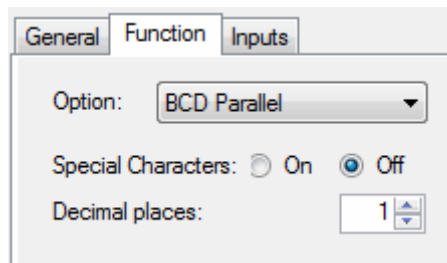 General Function Inputs
Option: BCD Parallel
Special Characters: On Off
Decimal places: 1